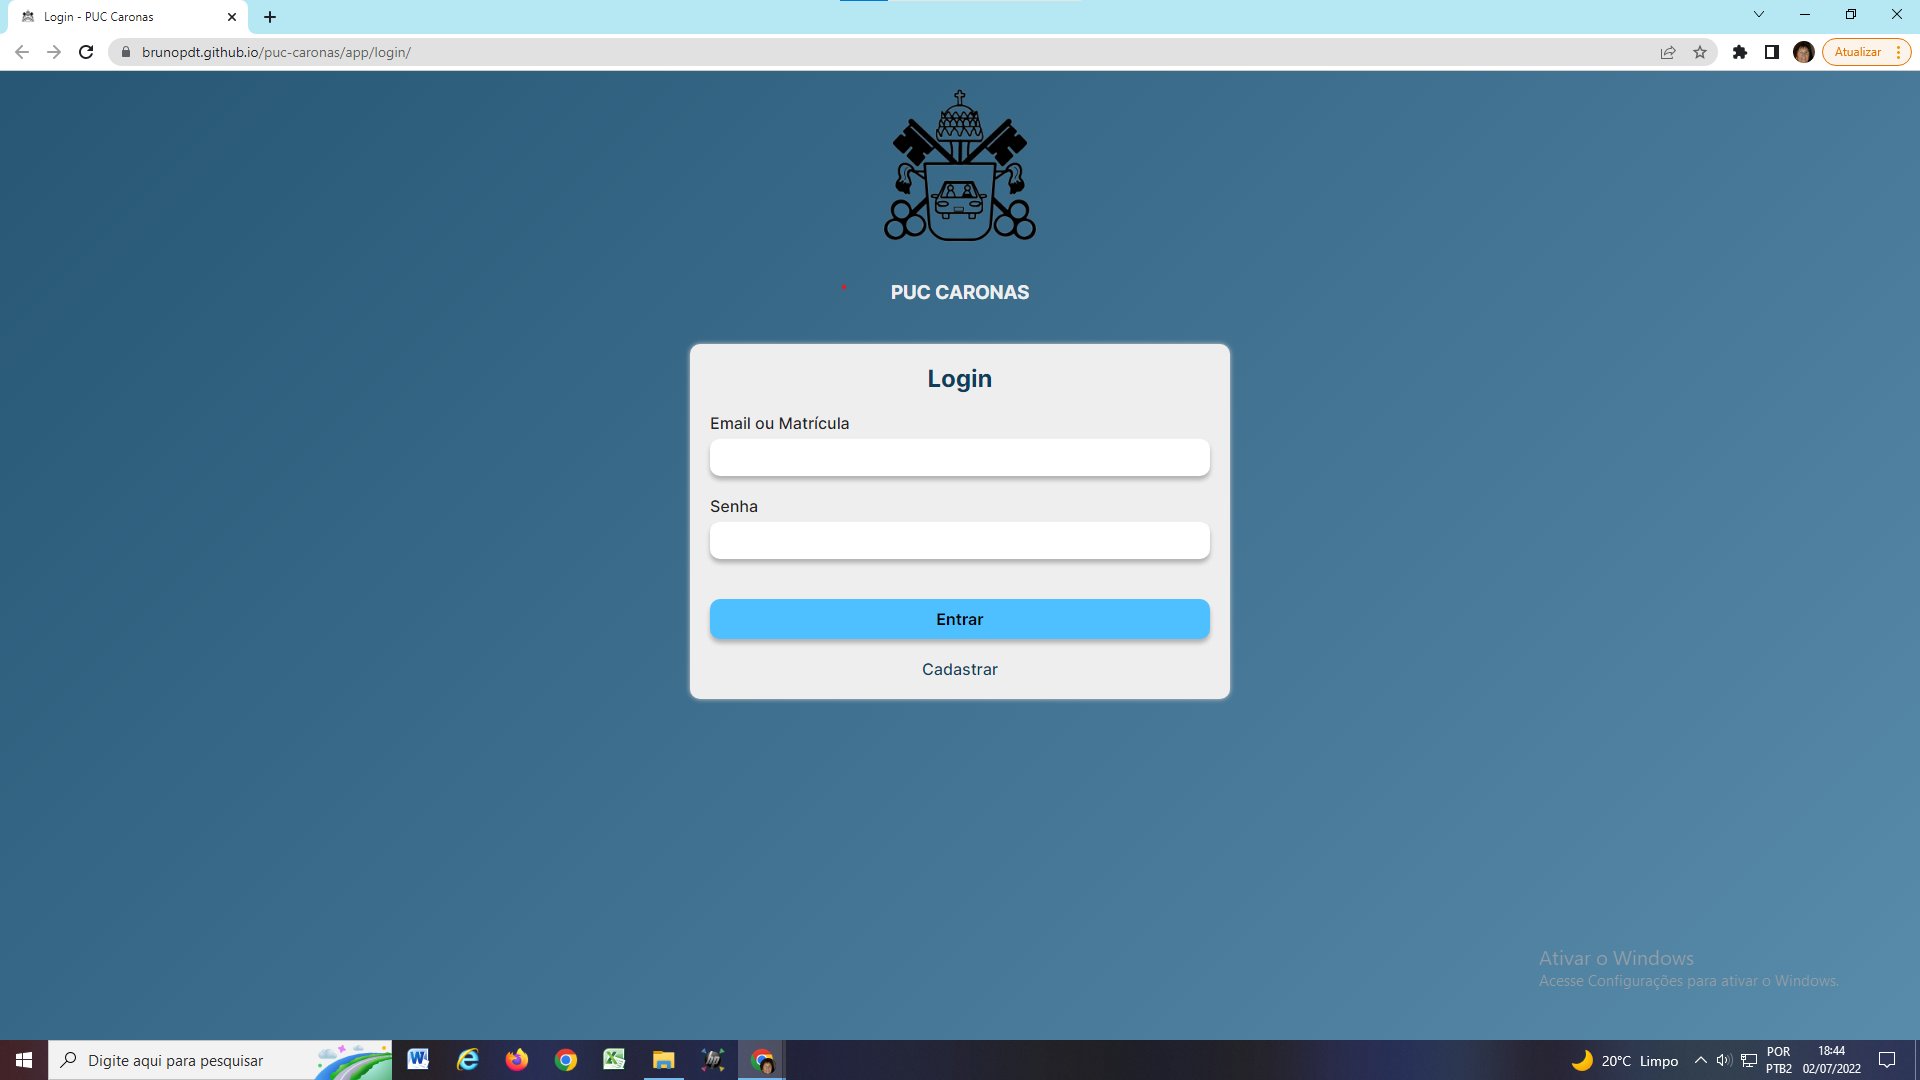 Login - PUC Caronas
brunopdt.github.io/puc-caronas/app/login/
Atualizar
PUC CARONAS
Login
Email ou Matrícula
Senha
Entrar
Cadastrar
Ativar o Windows
Acesse Configurações para ativar o Windows.
Digite aqui para pesquisar
20°C Limpo
POR
PTB2
18:44
02/07/2022